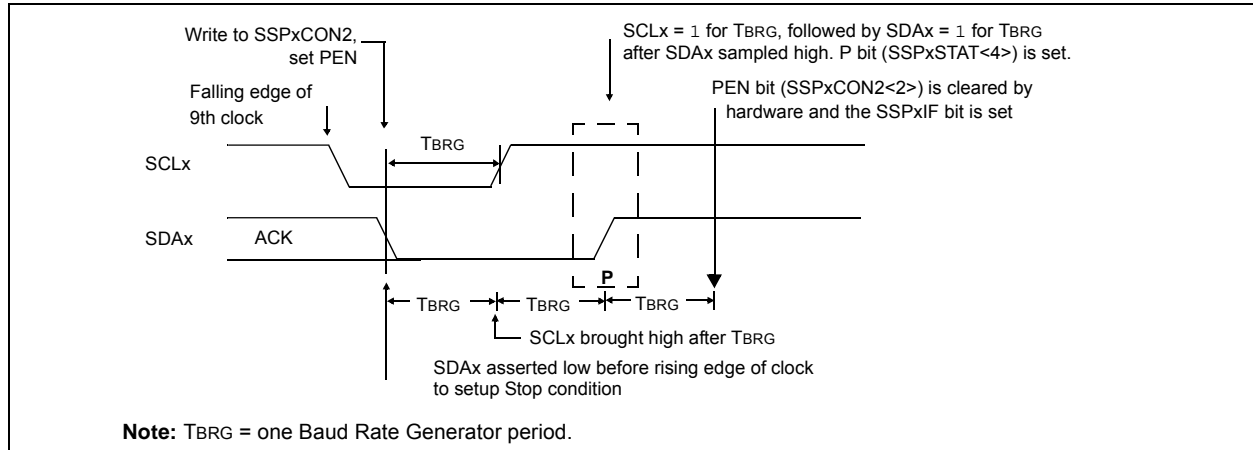 Write to SSPxCON2,
set PEN
SCLx = 1 for TBRG, followed by SDAx = 1 for TBRG
after SDAx sampled high. P bit (SSPxSTAT<4>) is set.
Falling edge of
9th clock
PEN bit (SSPxCON2<2>) is cleared by
hardware and the SSPxIF bit is set
TBRG
SCLx
SDAx
ACK
P
TBRG
TBRG
TBRG
SCLx brought high after TBRG
SDAx asserted low before rising edge of clock
to setup Stop condition
Note: TBRG = one Baud Rate Generator period.